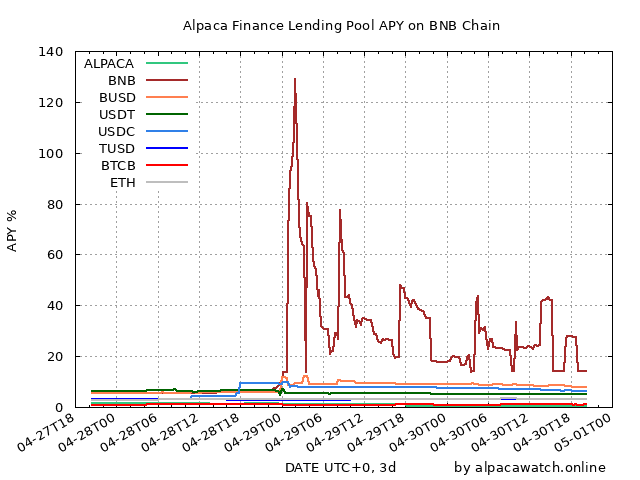 Alpaca Finance Lending Pool APY on BNB Chain
140
120
100
80
60
40
20
0
APY %
ALPACA
BNB
BUSD
USDT
USDC
TUSD
BTCB
ETH
04-27T18
04-28T00
04-28T06
04-28T12
04-28T18
04-29T00
04-29T06
04-29T12
04-29T18
04-30T00
04-30T06
04-30T12
04-30T18
05-01T00
DATE UTC+0, 3d
by alpacawatch.online